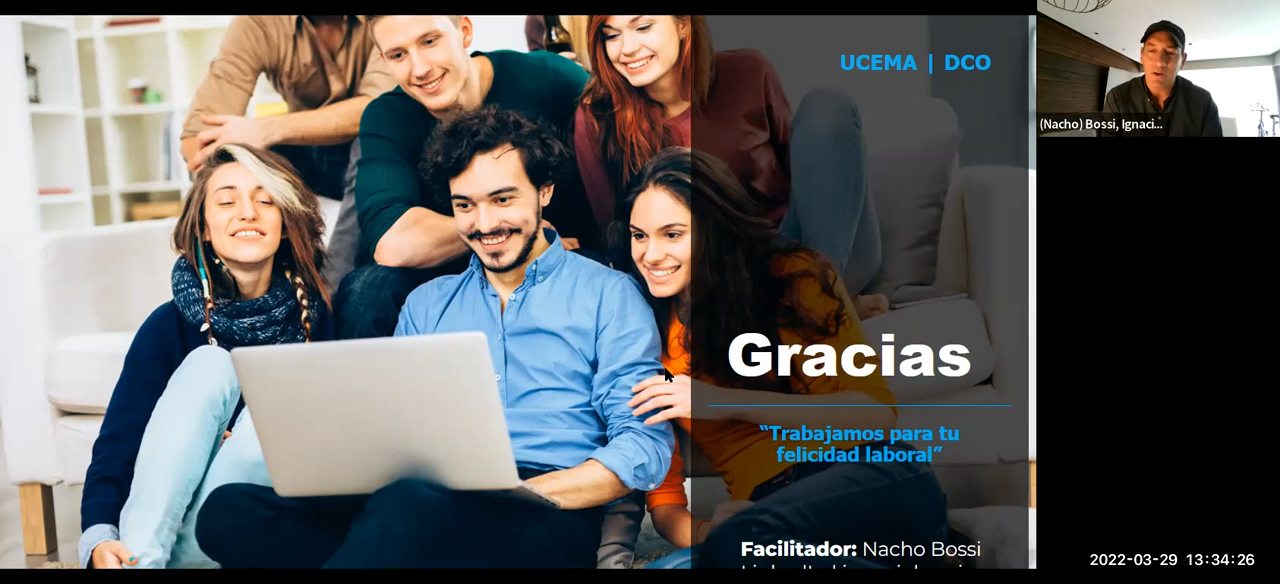 UCEMA | DCO
(Nacho) Bossi, Ignaci...
Gracias
“Trabajamos para tu
felicidad laboral”
Facilitador: Nacho Bossi
2022-03-29 13:34:26